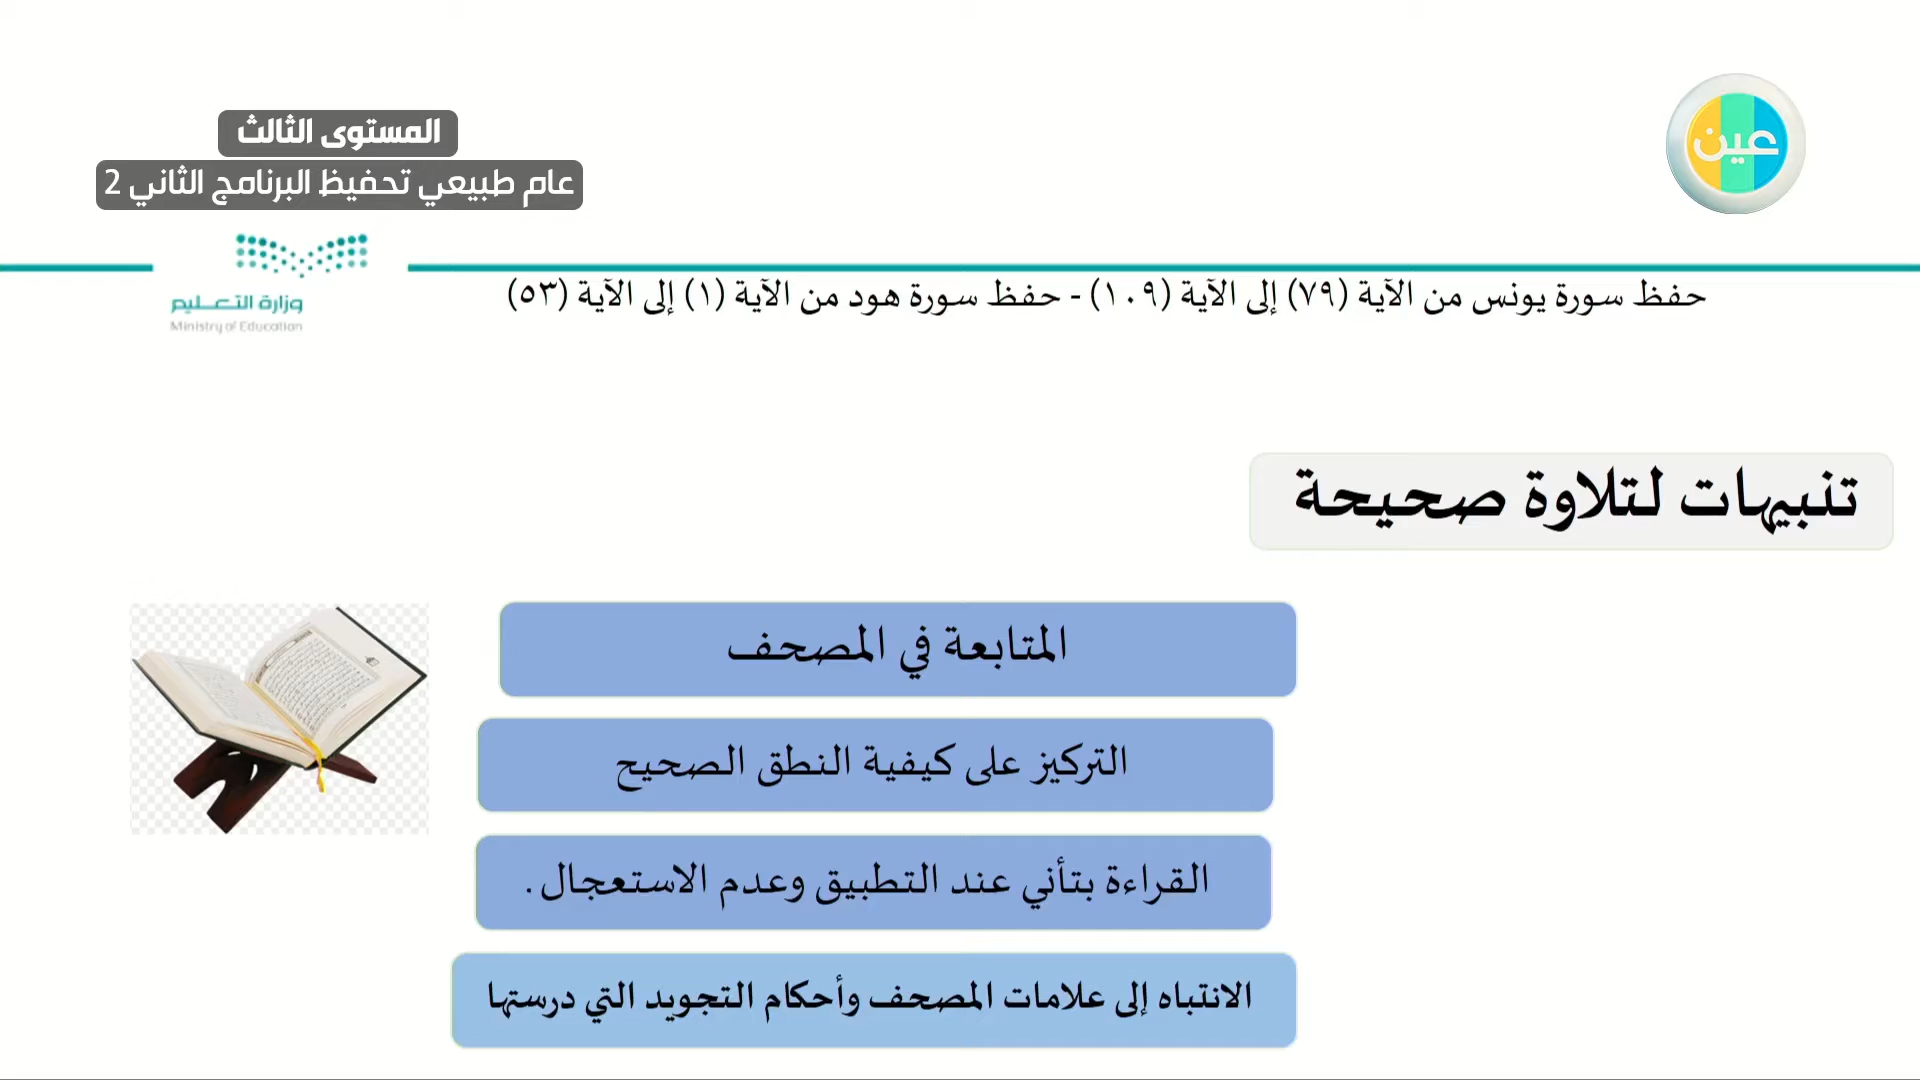 المستوى الثالث
عين
عام طبيعي تحفيظ البرنامج الثاني 2
وزارة التعليم
Ministry of Education
حفظ سورة يونس من الآية (٧٩) إلى الآية (١٠٩) - حفظ سورة هود من الآية (١) إلى الآية (٥٣)
تنبيهات لتلاوة صحيحة
المتابعة في المصحف
التركيز على كيفية النطق الصحيح
القراءة بتأني عند التطبيق وعدم الاستعجال .
الانتباه إلى علامات المصحف وأحكام التجويد التي درستها